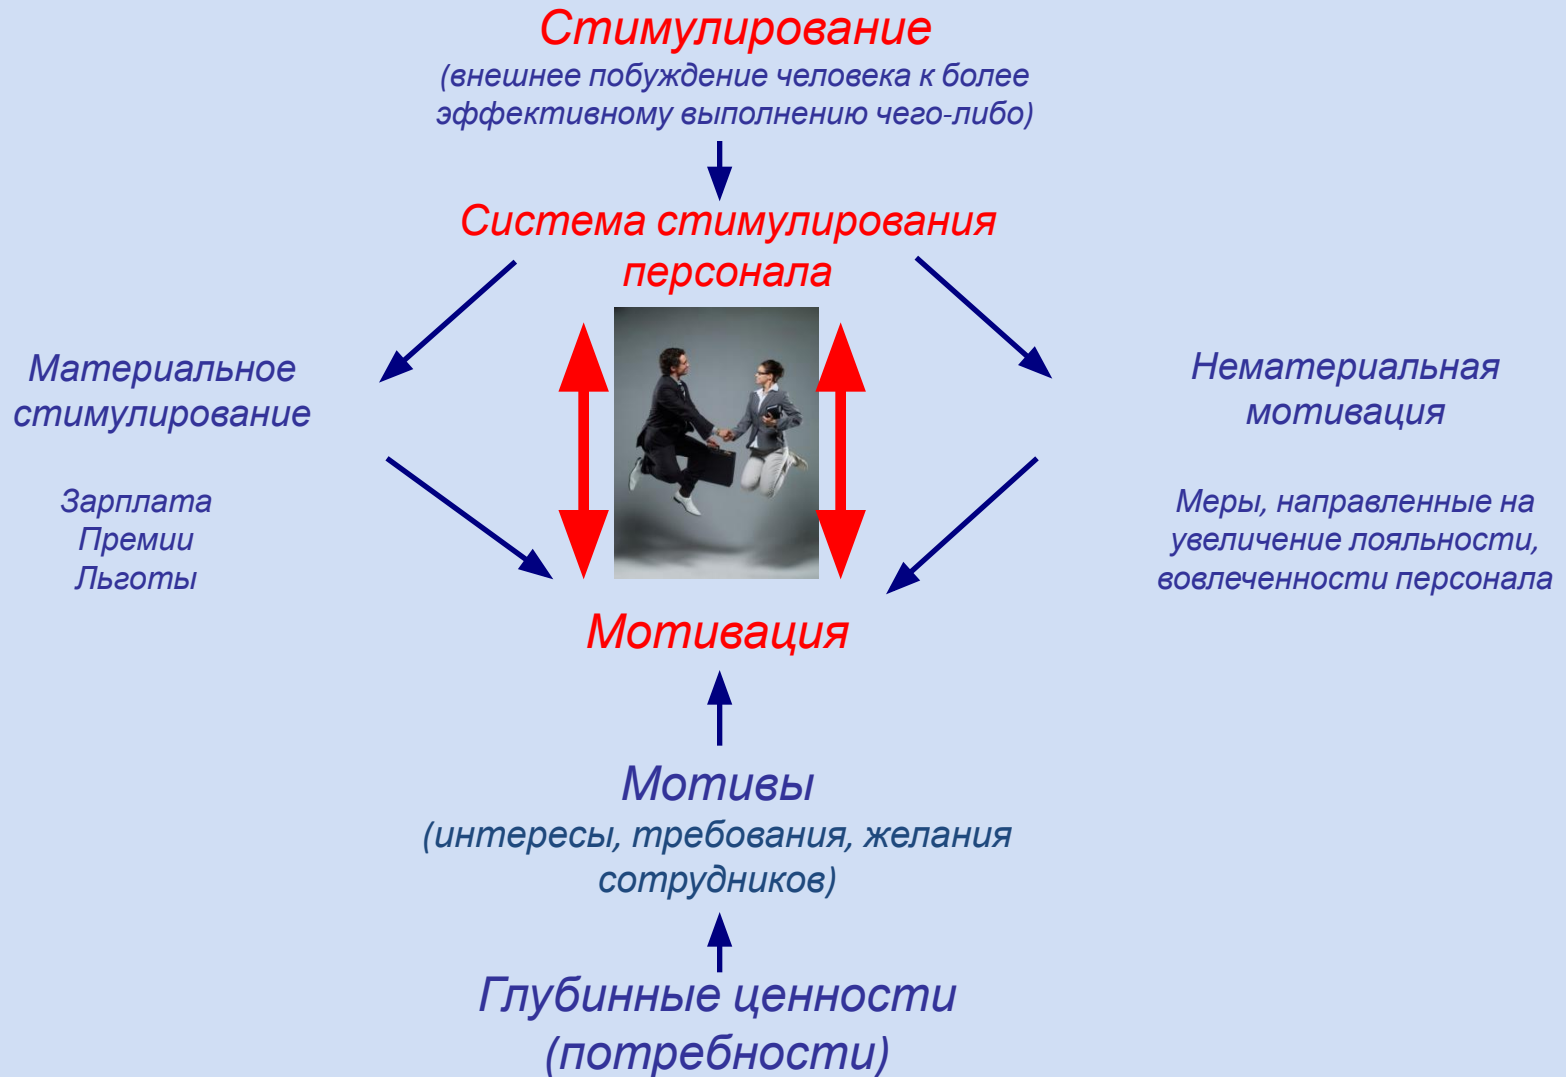 Стимулирование
(внешнее побуждение человека к более
эффективному выполнению чего-либо)
Система стимулирования
персонала
Материальное
стимулирование
Зарплата
Премии
Льготы
Нематериальная
мотивация
Меры, направленные на
увеличение лояльности,
вовлеченности персонала
Мотивация
Мотивы
(интересы, требования, желания
сотрудников)
Глубинные ценности
(потребности)